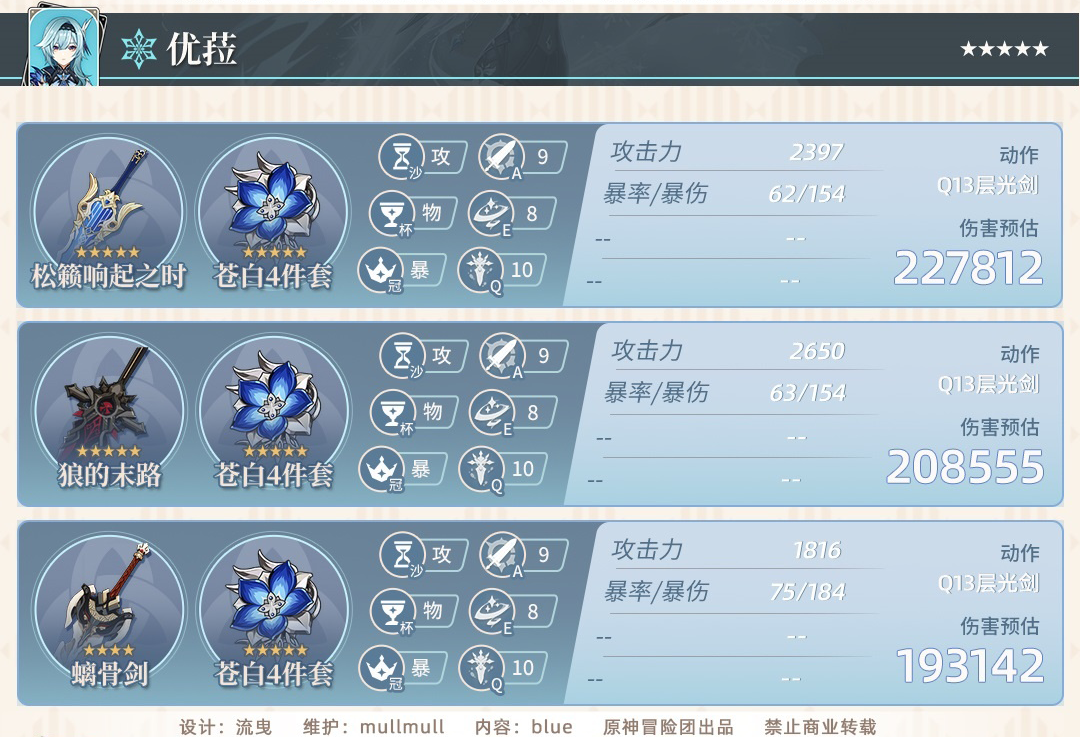 优菈
★★★★★
松籁响起之时
苍白4件套
沙 攻
A 9
杯 物
E 8
冠 暴
Q 10
攻击力 2397
暴率/暴伤 62/154
-- --
-- --
动作
Q13层光剑
伤害预估
227812
狼的末路
苍白4件套
沙 攻
A 9
杯 物
E 8
冠 暴
Q 10
攻击力 2650
暴率/暴伤 63/154
-- --
-- --
动作
Q13层光剑
伤害预估
208555
螭骨剑
苍白4件套
沙 攻
A 9
杯 物
E 8
冠 暴
Q 10
攻击力 1816
暴率/暴伤 75/184
-- --
-- --
动作
Q13层光剑
伤害预估
193142
设计：流曳 维护：mullmull 内容：blue 原神冒险团出品 禁止商业转载